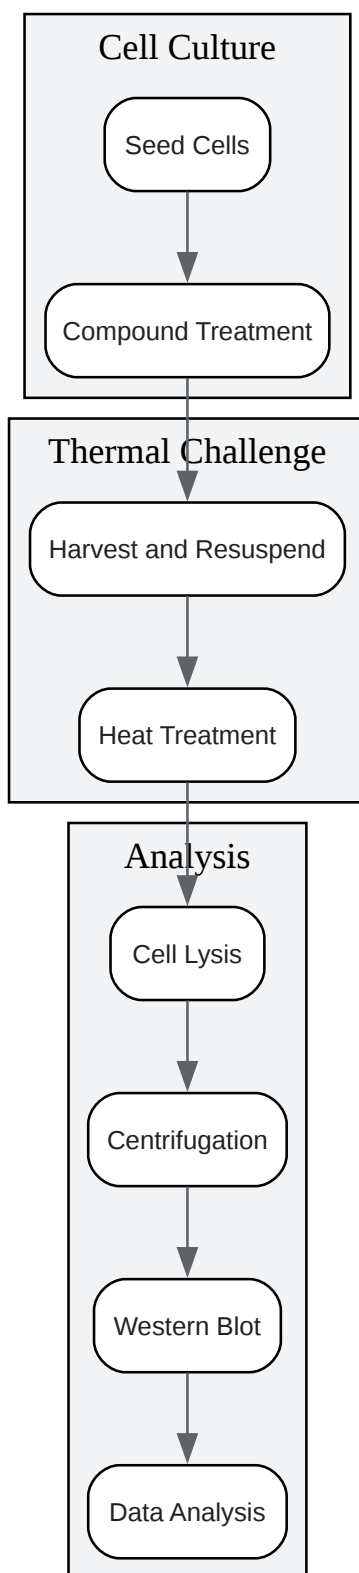 Cell Culture
Seed Cells
Compound Treatment
Thermal Challenge
Harvest and Resuspend
Heat Treatment
Analysis
Cell Lysis
Centrifugation
Western Blot
Data Analysis